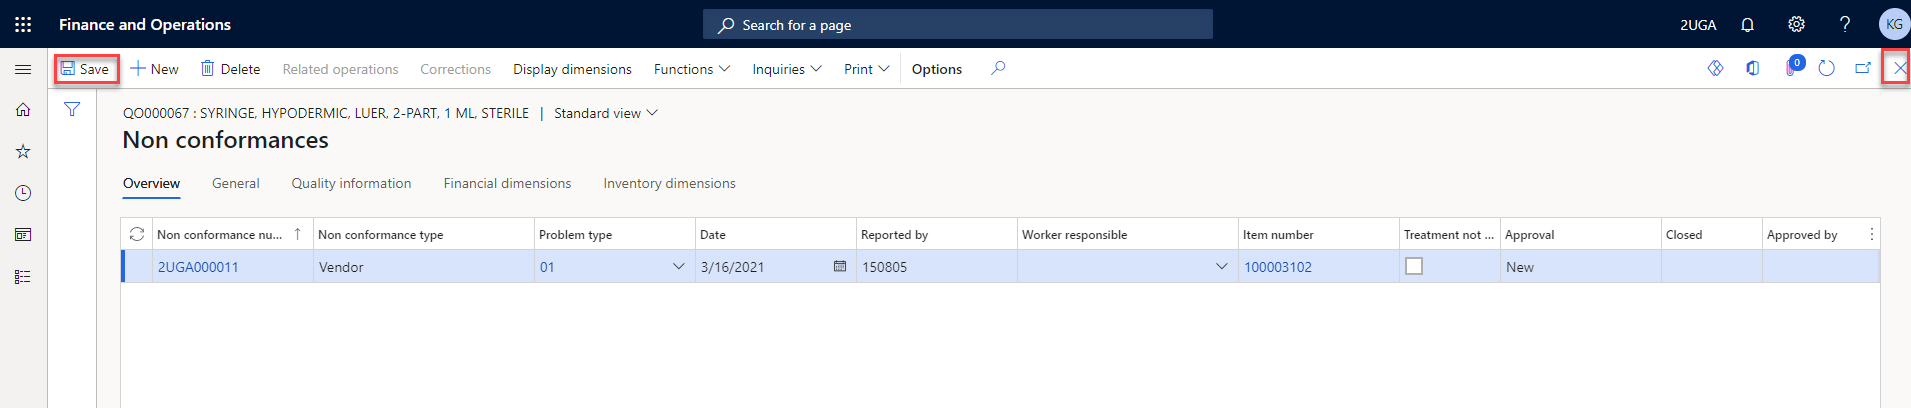 Finance and Operations Search for a page 2UGA ? KG
Save New Delete Related operations Corrections Display dimensions Functions Inquiries Print Options 0
QO000067 : SYRINGE, HYPODERMIC, LUER, 2-PART, 1 ML, STERILE | Standard view
Non conformances
Overview General Quality information Financial dimensions Inventory dimensions
Non conformance nu... Non conformance type Problem type Date Reported by Worker responsible Item number Treatment not ... Approval Closed Approved by
2UGA000011 Vendor 01 3/16/2021 150805 100003102 New